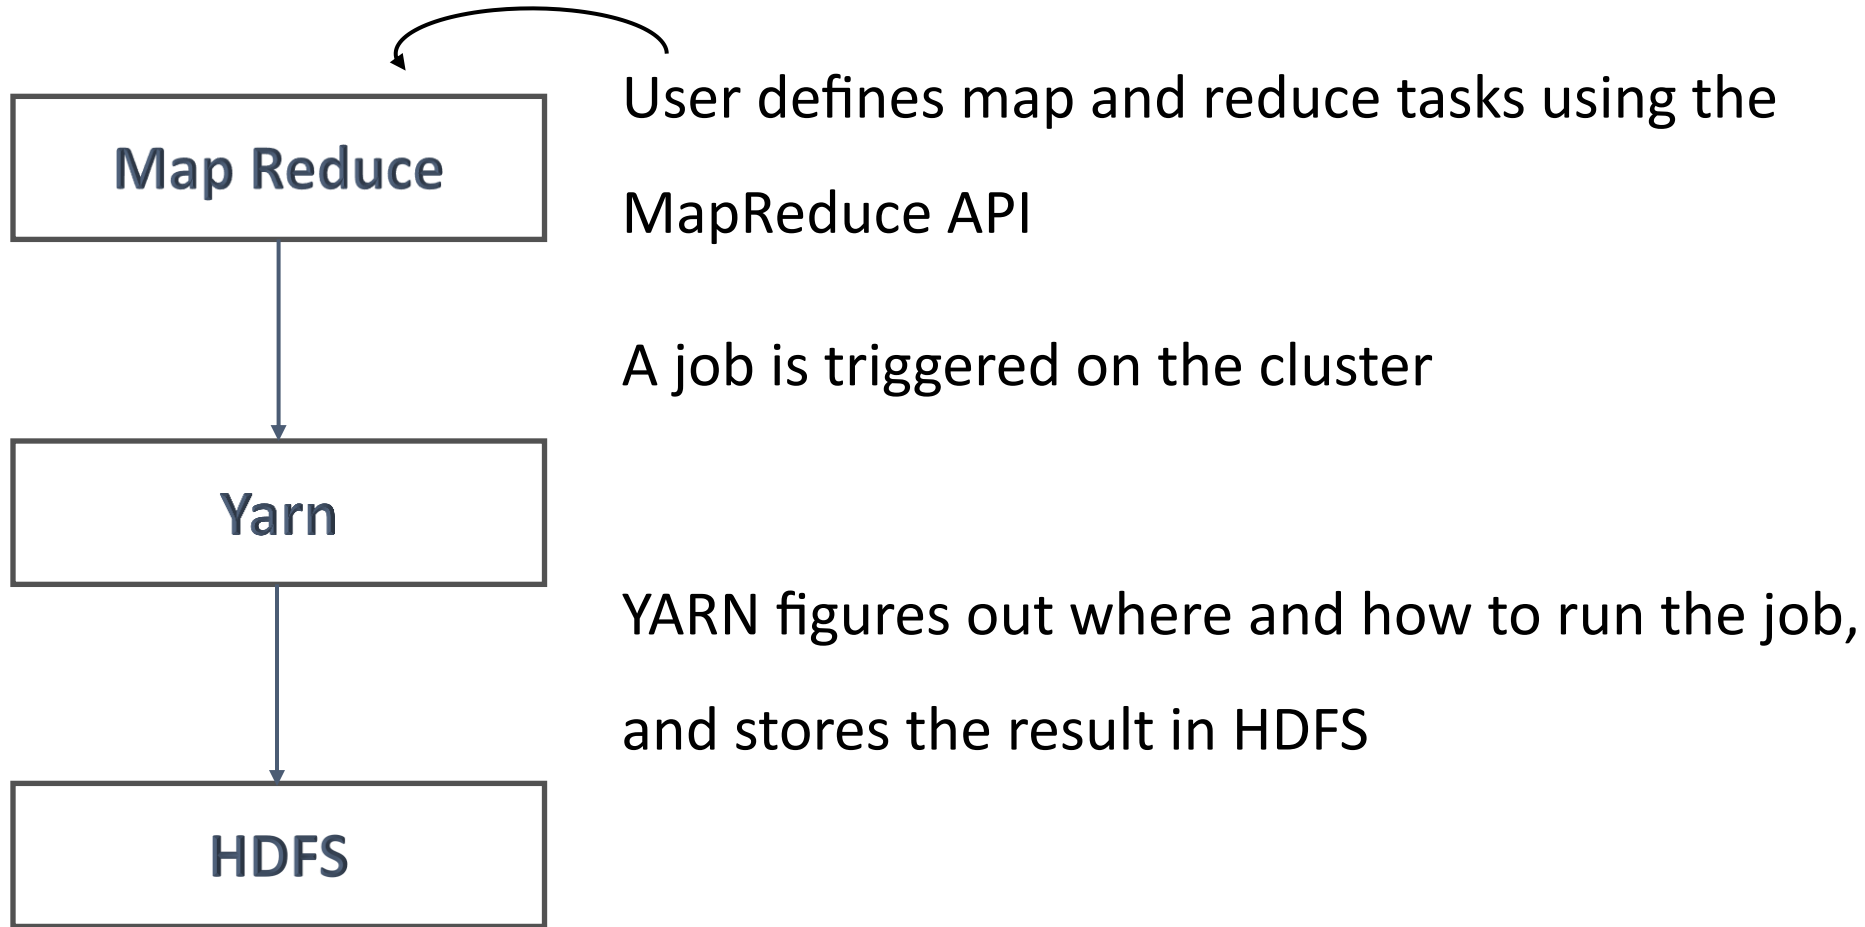 User defines map and reduce tasks using the
Map Reduce
MapReduce API
A job is triggered on the cluster
Yarn
YARN figures out where and how to run the job,
and stores the result in HDFS
HDFS